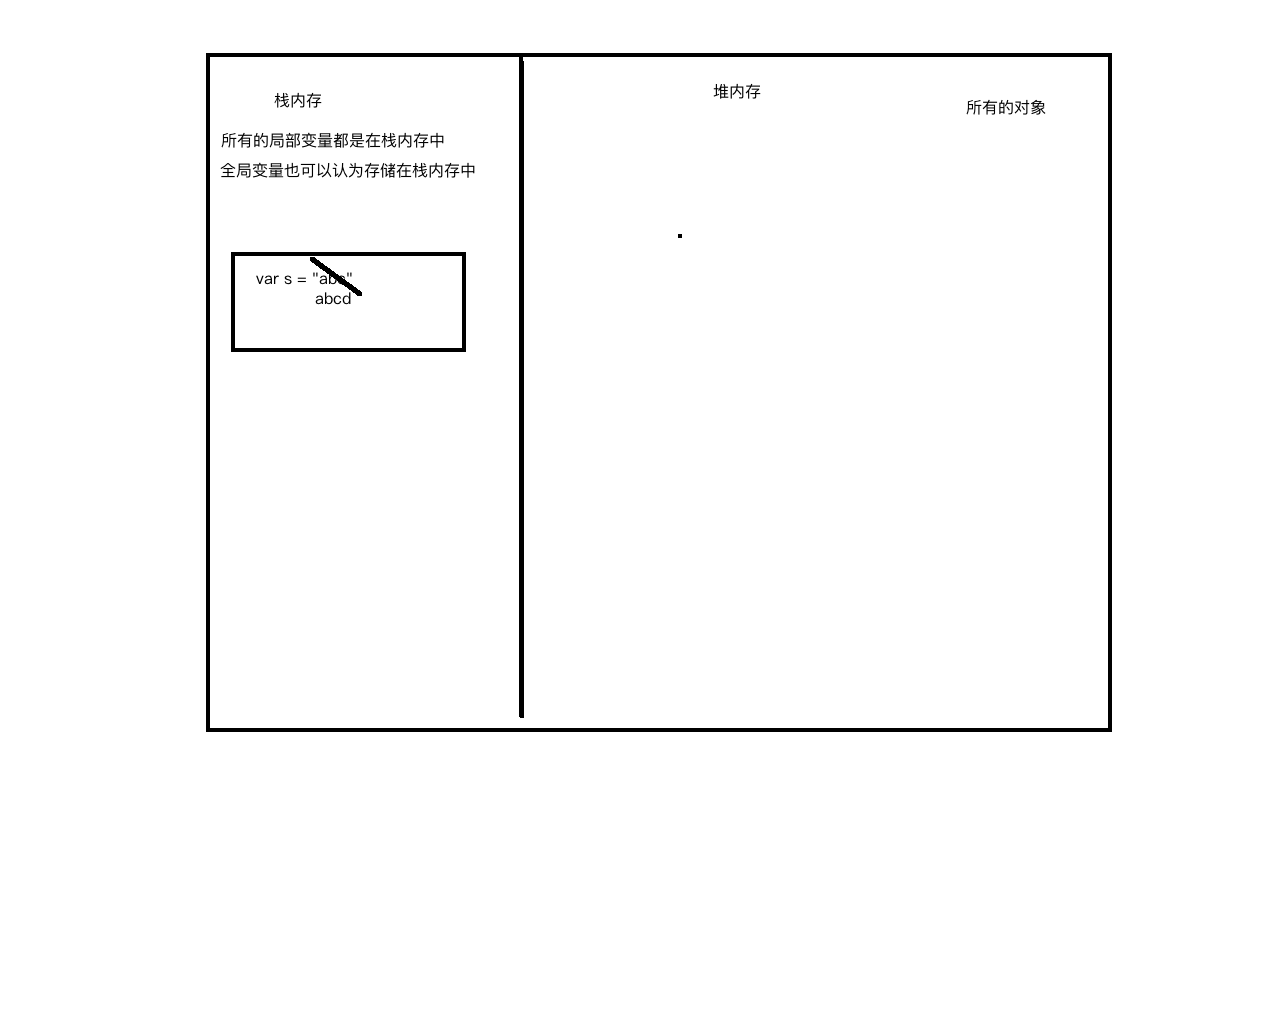 栈内存
所有的局部变量都是在栈内存中
全局变量也可以认为存储在栈内存中
var s = "abc"
abcd
堆内存
所有的对象